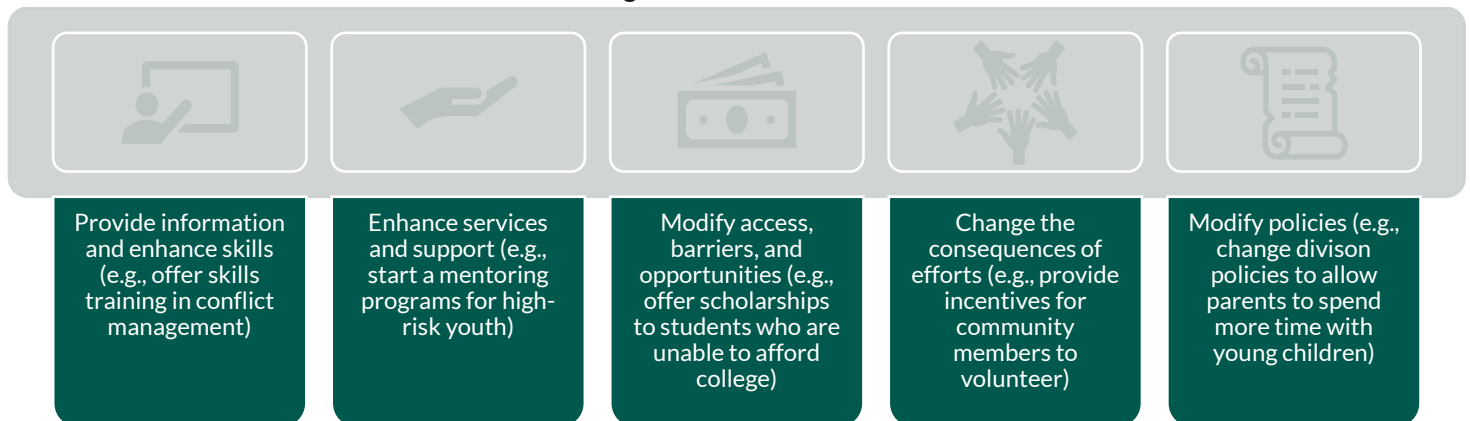 Provide information
and enhance skills
(e.g., offer skills
training in conflict
management)
Enhance services
and support (e.g.,
start a mentoring
programs for high-
risk youth)
Modify access,
barriers, and
opportunities (e.g.,
offer scholarships
to students who are
unable to afford
college)
Change the
consequences of
efforts (e.g., provide
incentives for
community
members to
volunteer)
Modify policies (e.g.,
change divison
policies to allow
parents to spend
more time with
young children)